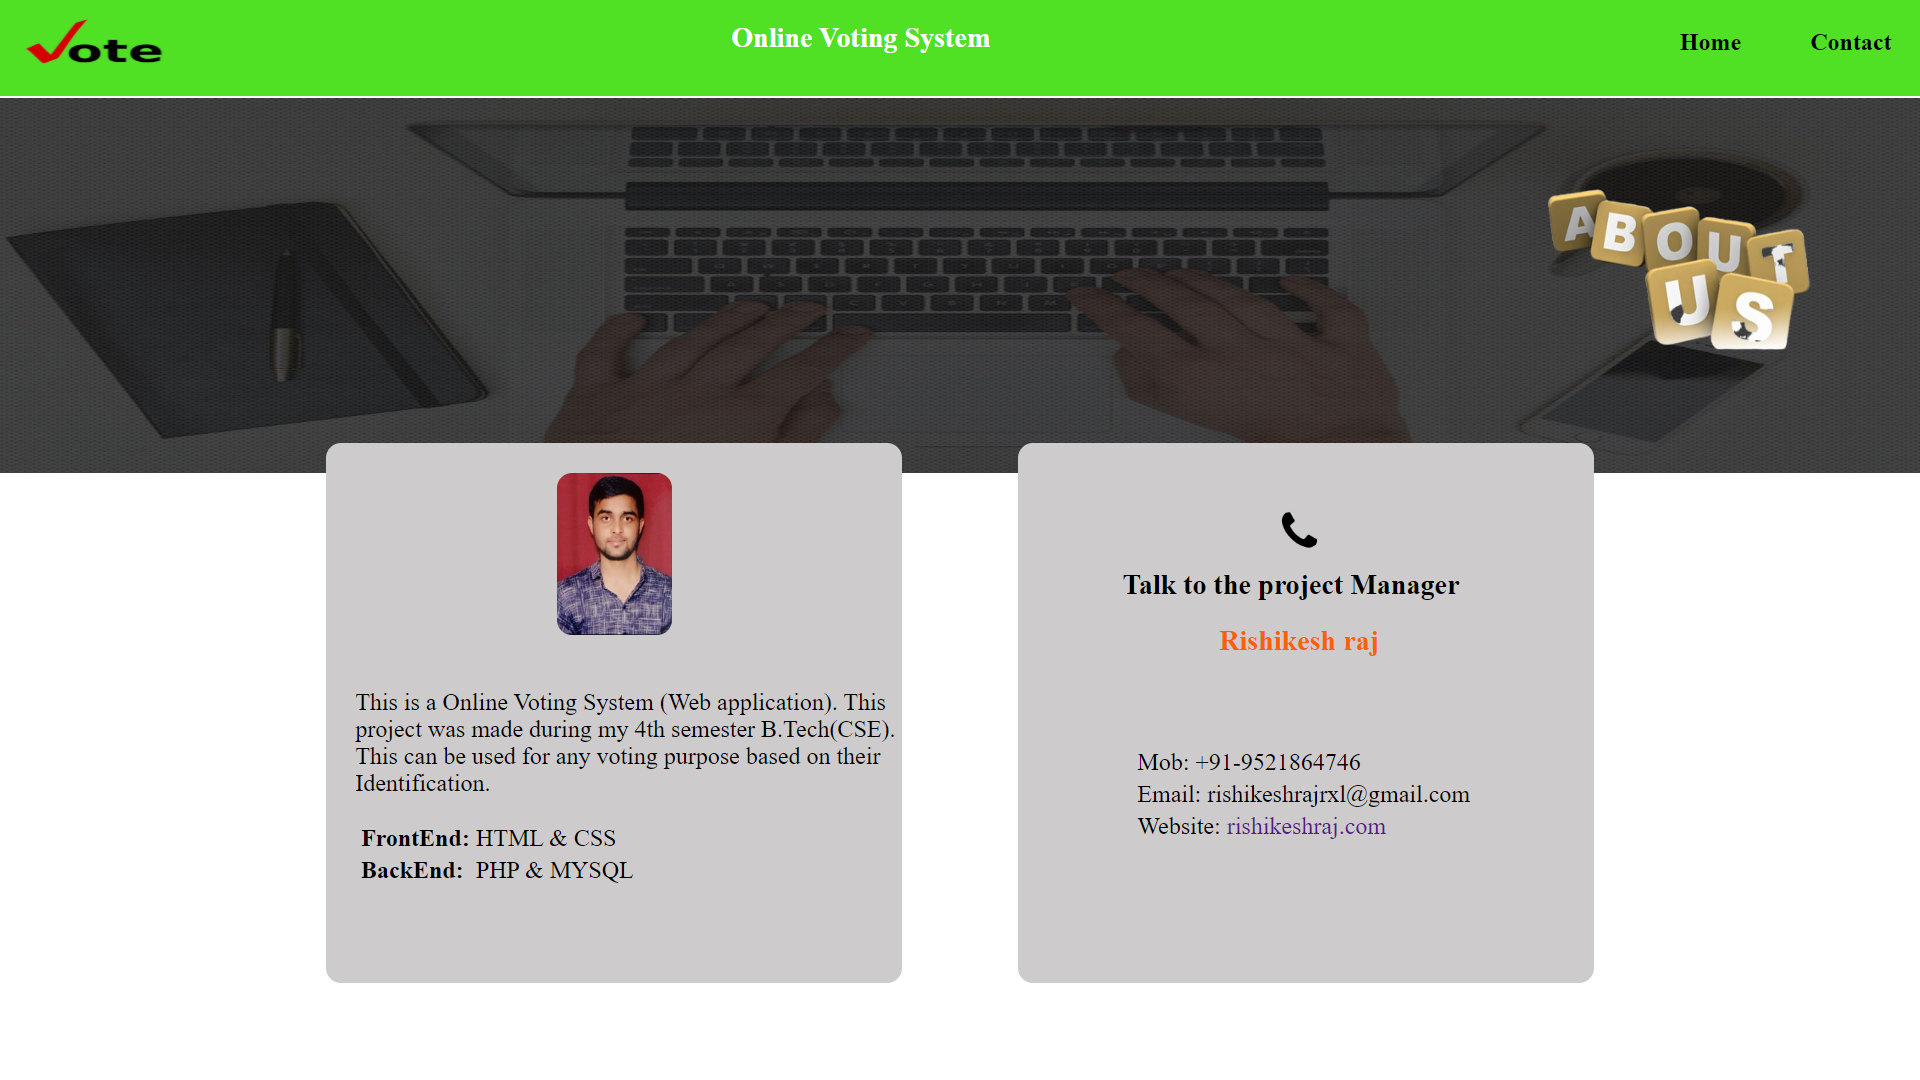 Vote
Online Voting System
Home
Contact
ABOUT
US
This is a Online Voting System (Web application). This
project was made during my 4th semester B.Tech(CSE).
This can be used for any voting purpose based on their
Identification.
FrontEnd: HTML & CSS
BackEnd: PHP & MYSQL
Talk to the project Manager
Rishikesh raj
Mob: +91-9521864746
Email: rishikeshrajrxl@gmail.com
Website: rishikeshraj.com